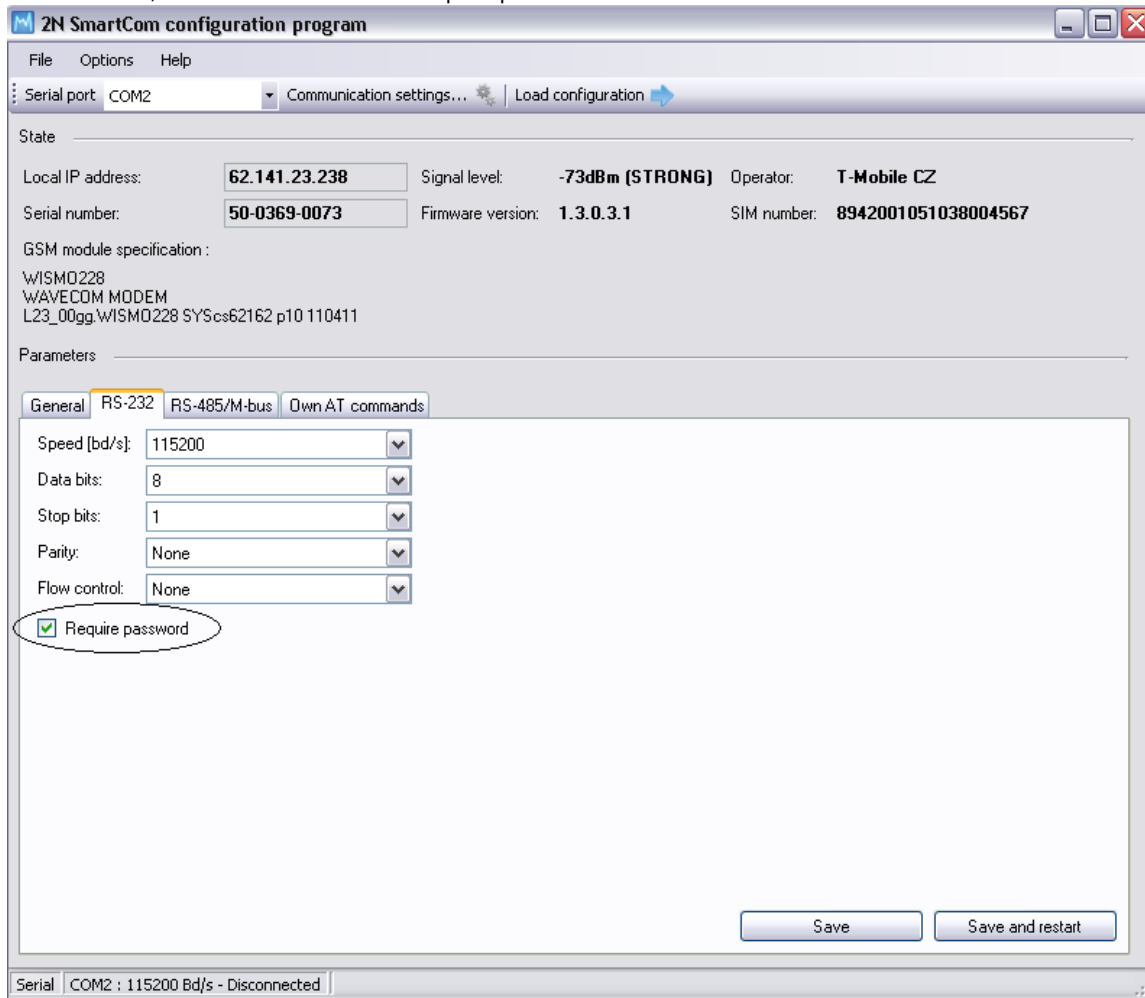 2N SmartCom configuration program
File Options Help
Serial port COM2 Communication settings... Load configuration
State
Local IP address: 62.141.23.238 Signal level: -73dBm (STRONG) Operator: T-Mobile CZ
Serial number: 50-0369-0073 Firmware version: 1.3.0.3.1 SIM number: 8942001051038004567
GSM module specification :
WISMO228
WAVECOM MODEM
L23_00gg.WISMO228 SYScs62162 p10 110411
Parameters
General RS-232 RS-485/M-bus Own AT commands
Speed [bd/s]: 115200
Data bits: 8
Stop bits: 1
Parity: None
Flow control: None
Require password
Save Save and restart
Serial COM2 : 115200 Bd/s - Disconnected